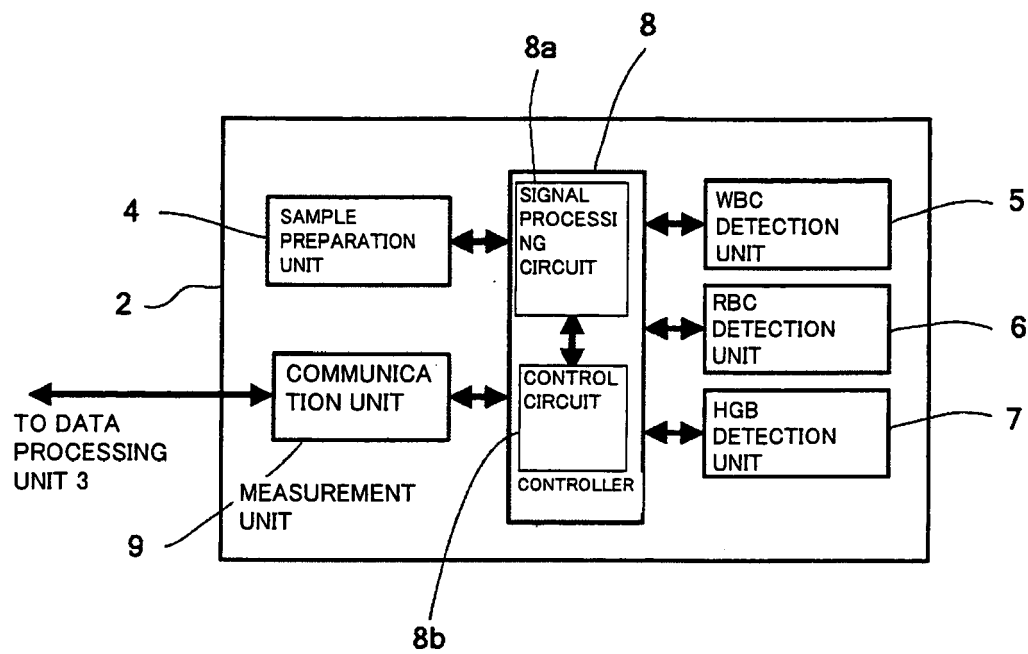 8
8a
SIGNAL
PROCESSI
NG
CIRCUIT
4
SAMPLE
PREPARATION
UNIT
WBC
DETECTION
UNIT
5
2
RBC
DETECTION
UNIT
6
COMMUNICA
TION UNIT
CONTROL
CIRCUIT
HGB
DETECTION
UNIT
7
TO DATA
PROCESSING
UNIT 3
CONTROLLER
MEASUREMENT
UNIT
9
8b